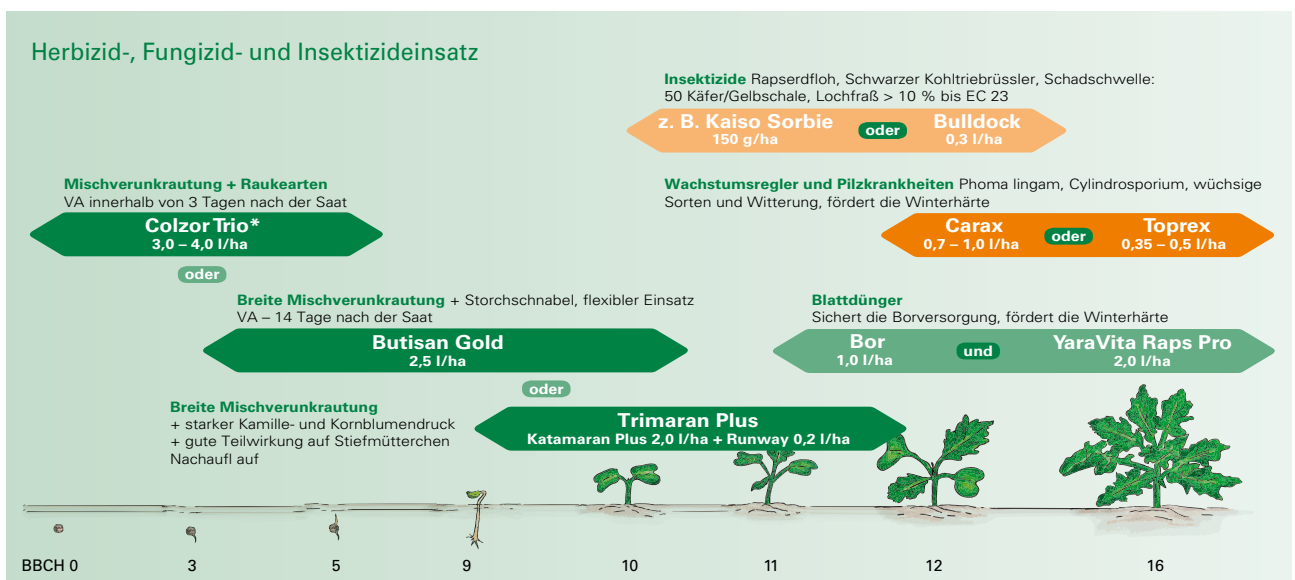 Herbizid-, Fungizid- und Insektizideinsatz
Insektizide Rapserdfloh, Schwarzer Kohltriebrüssler, Schadschwelle:
50 Käfer/Gelbschale, Lochfraß > 10 % bis EC 23
z. B. Kaiso Sorbie oder Bulldock
150 g/ha 0,3 l/ha
Mischverunkrautung + Raukearten
VA innerhalb von 3 Tagen nach der Saat
Colzor Trio*
3,0 – 4,0 l/ha
oder
Wachstumsregler und Pilzkrankheiten Phoma lingam, Cylindrosporium, wüchsige
Sorten und Witterung, fördert die Winterhärte
Carax oder Toprex
0,7 – 1,0 l/ha 0,35 – 0,5 l/ha
Breite Mischverunkrautung + Storchschnabel, flexibler Einsatz
VA – 14 Tage nach der Saat
Butisan Gold
2,5 l/ha
oder
Blattdünger
Sichert die Borversorgung, fördert die Winterhärte
Bor und YaraVita Raps Pro
1,0 l/ha 2,0 l/ha
Breite Mischverunkrautung
+ starker Kamille- und Kornblumendruck
+ gute Teilwirkung auf Stiefmütterchen
Nachaufl auf
Trimaran Plus
Katamaran Plus 2,0 l/ha + Runway 0,2 l/ha
BBCH 0 3 5 9 10 11 12 16